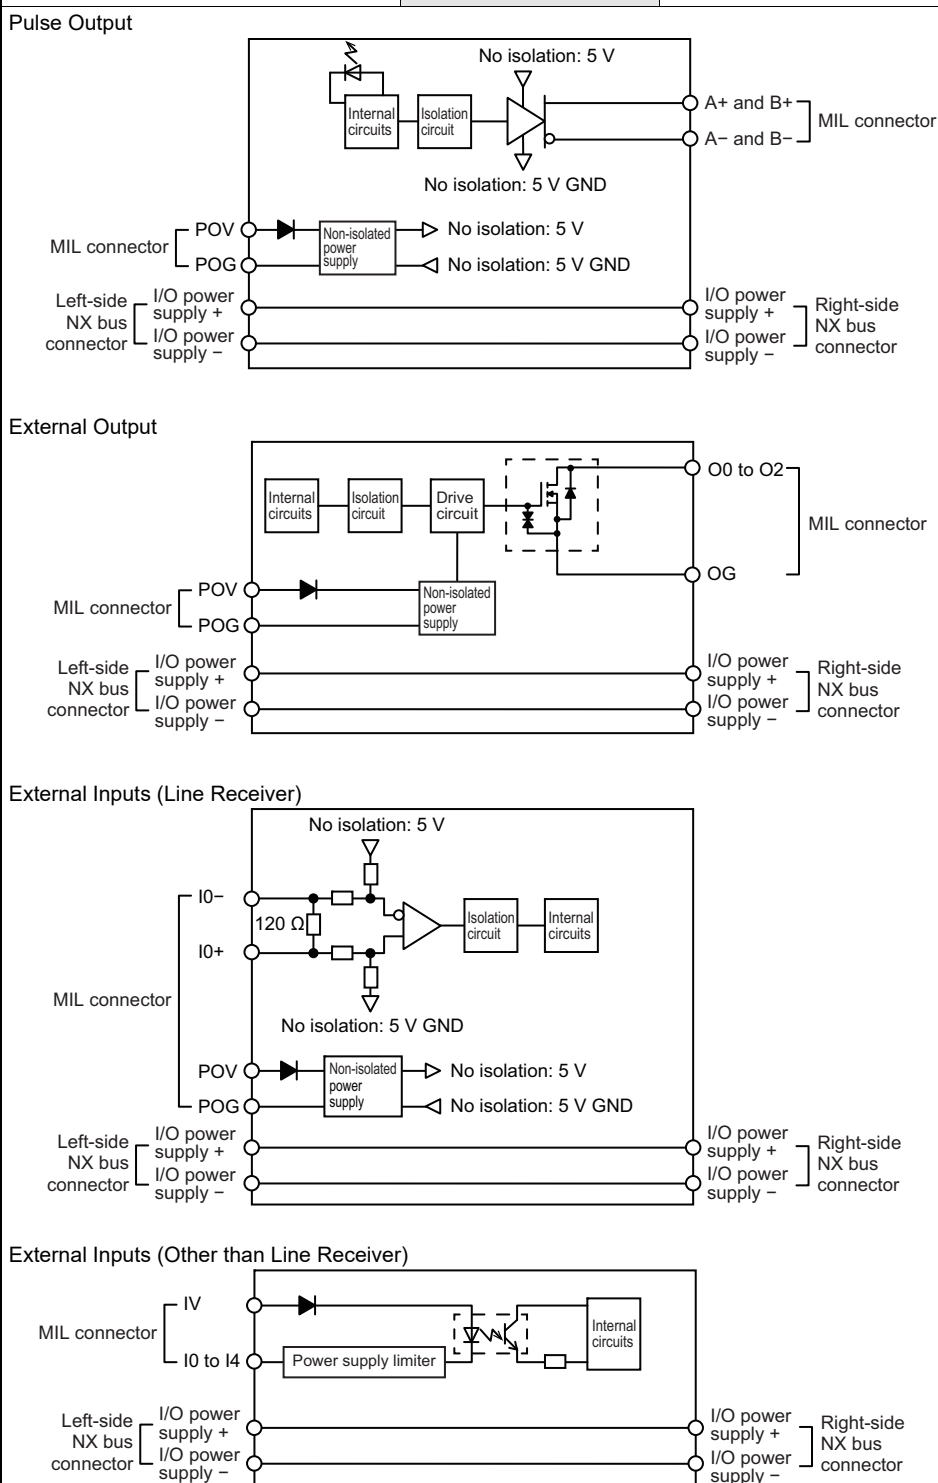 Pulse Output
No isolation: 5 V
Internal
circuits
Isolation
circuit
A+ and B+
A− and B−
MIL connector
No isolation: 5 V GND
MIL connector
POV
POG
Non-isolated
power
supply
No isolation: 5 V
No isolation: 5 V GND
Left-side
NX bus
connector
I/O power
supply +
I/O power
supply −
I/O power
supply +
I/O power
supply −
Right-side
NX bus
connector
External Output
Internal
circuits
Isolation
circuit
Drive
circuit
O0 to O2
OG
MIL connector
MIL connector
POV
POG
Non-isolated
power
supply
Left-side
NX bus
connector
I/O power
supply +
I/O power
supply −
I/O power
supply +
I/O power
supply −
Right-side
NX bus
connector
External Inputs (Line Receiver)
No isolation: 5 V
I0−
120 Ω
I0+
Isolation
circuit
Internal
circuits
MIL connector
No isolation: 5 V GND
POV
POG
Non-isolated
power
supply
No isolation: 5 V
No isolation: 5 V GND
Left-side
NX bus
connector
I/O power
supply +
I/O power
supply −
I/O power
supply +
I/O power
supply −
Right-side
NX bus
connector
External Inputs (Other than Line Receiver)
MIL connector
IV
I0 to I4
Power supply limiter
Internal
circuits
Left-side
NX bus
connector
I/O power
supply +
I/O power
supply −
I/O power
supply +
I/O power
supply −
Right-side
NX bus
connector